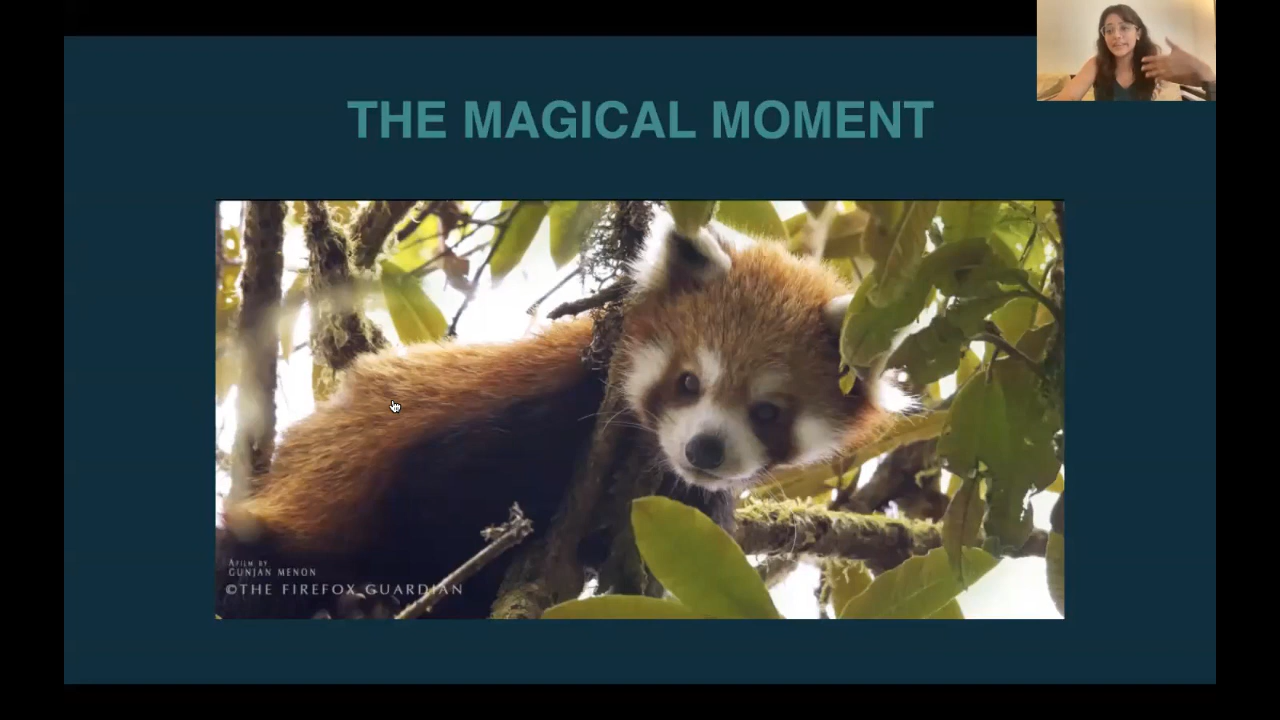 THE MAGICAL MOMENT
A FILM BY
GUNJAN MENON
©THE FIREFOX GUARDIAN